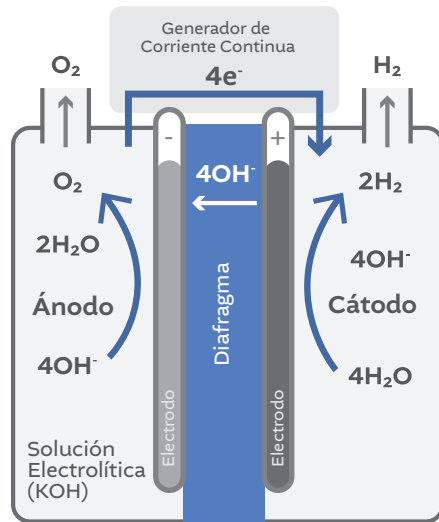 Generador de
Corriente Continua
4e⁻
O₂
H₂
-
+
O₂
4OH⁻
2H₂
2H₂O
4OH⁻
Ánodo
Cátodo
4OH⁻
4H₂O
Diafragma
Electrodo
Electrodo
Solución
Electrolítica
(KOH)